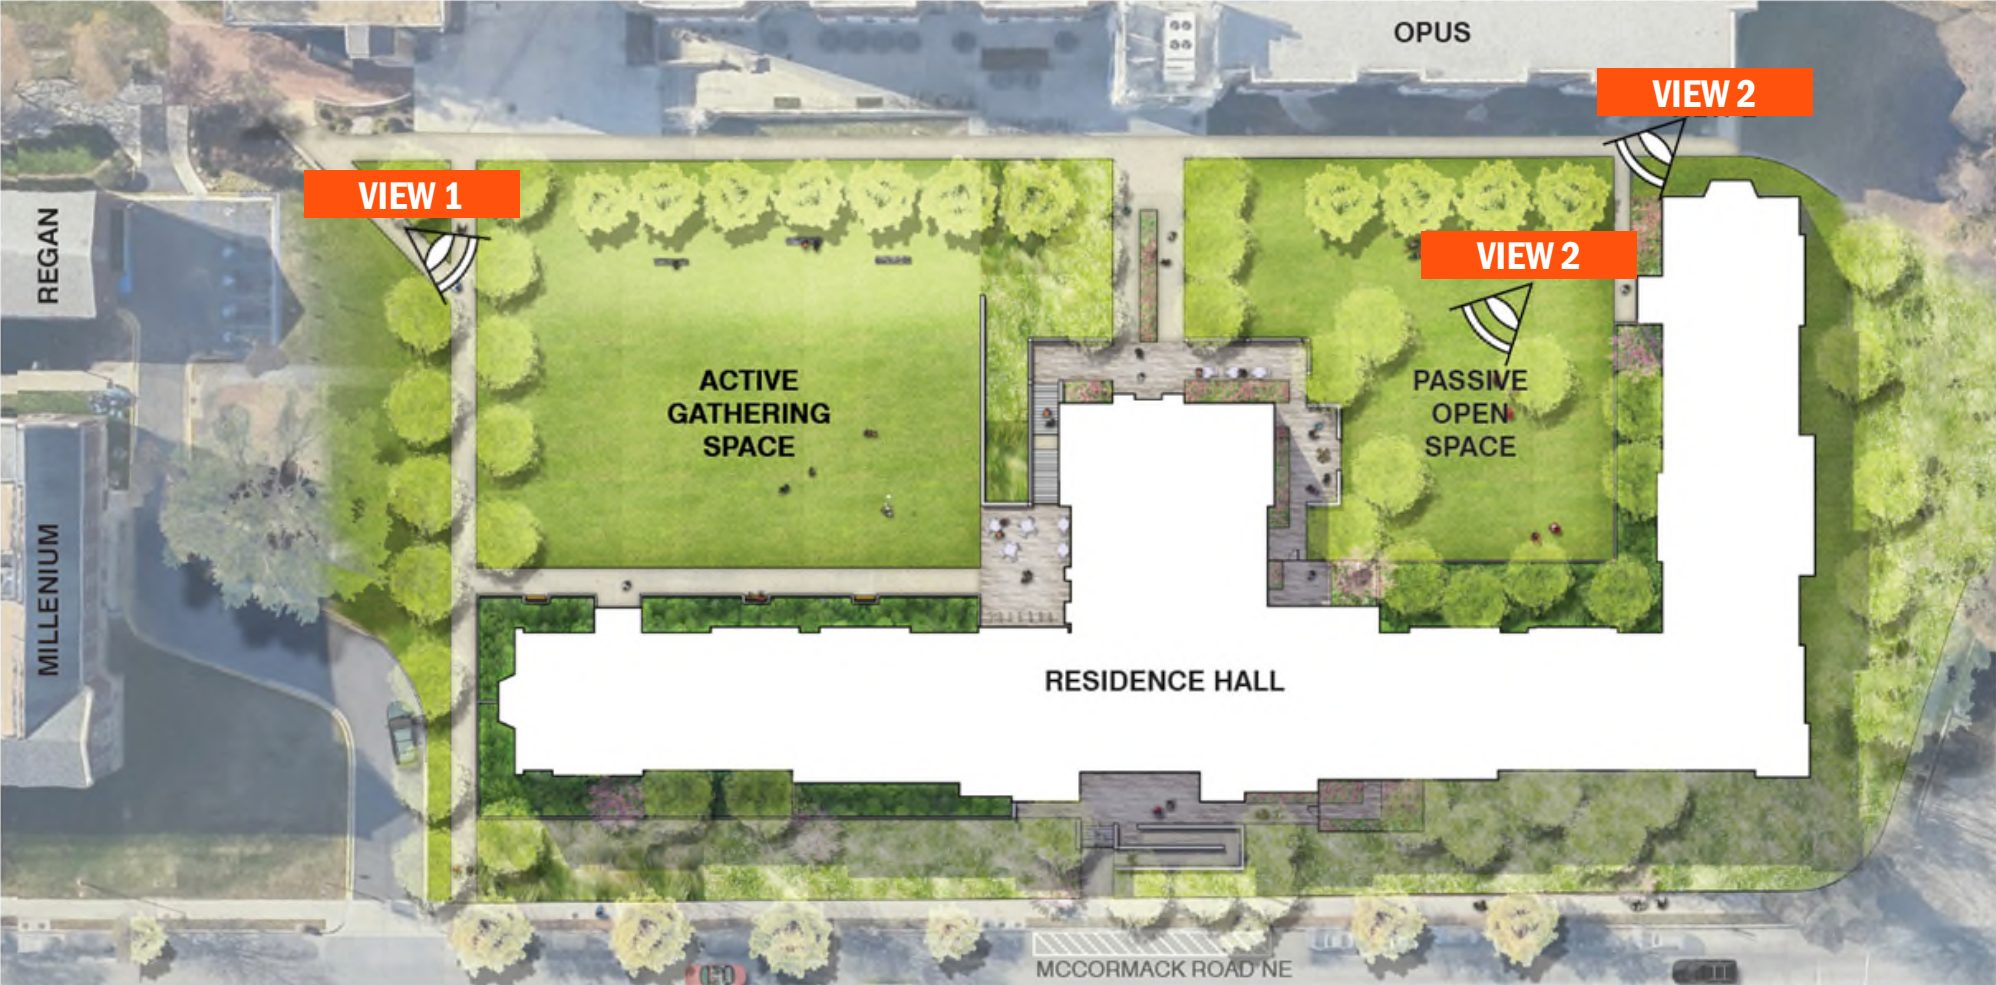 OPUS
VIEW 2
VIEW 1
REGAN
VIEW 2
ACTIVE
GATHERING
SPACE
PASSIVE
OPEN
SPACE
MILLENIUM
RESIDENCE HALL
MCCORMACK ROAD NE